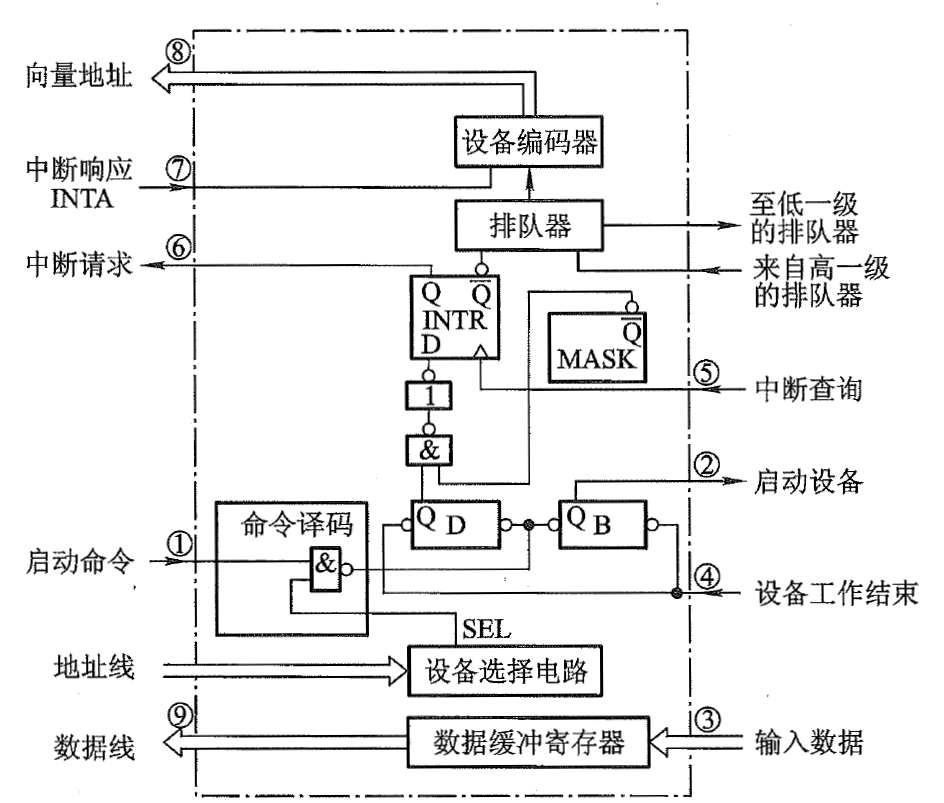 ⑧
向量地址
设备编码器
中断响应
INTA
⑦
排队器
至低一级
的排队器
中断请求
⑥
来自高一级
的排队器
Q Q̅
INTR
D
Q̅
MASK
⑤
中断查询
1
&
②
启动设备
命令译码
Q D
Q B
启动命令
①
&
④
设备工作结束
SEL
地址线
设备选择电路
⑨
数据线
数据缓冲寄存器
③
输入数据